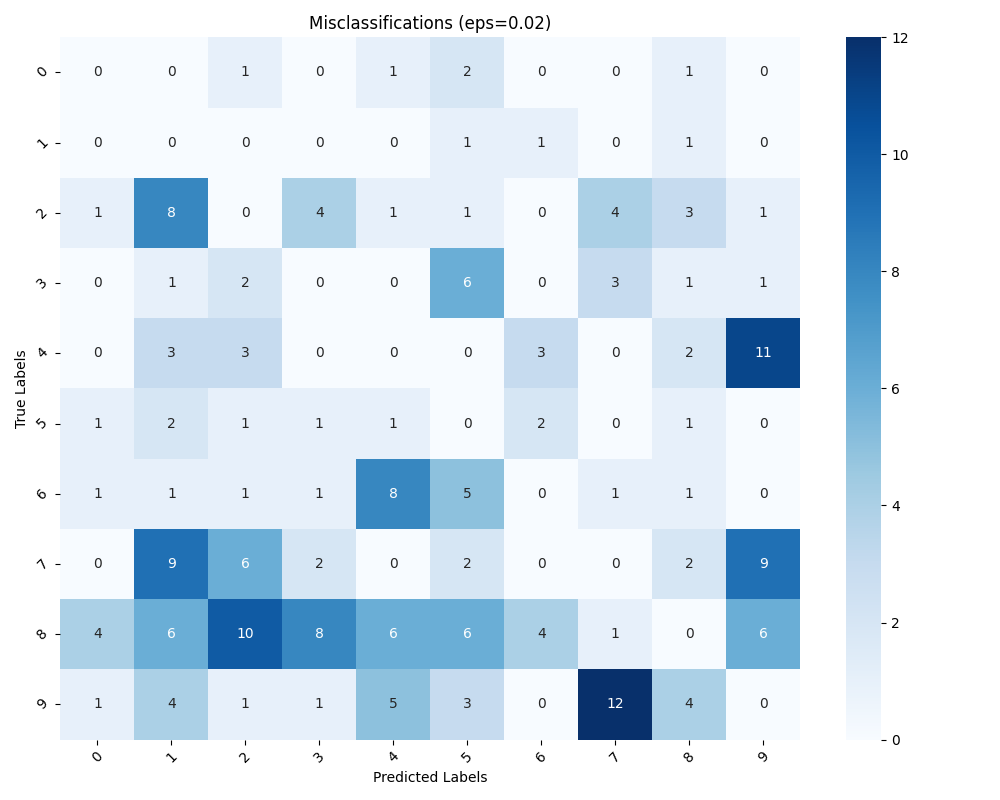 Misclassifications (eps=0.02)
0 0 0 1 0 1 2 0 0 1 0
1 0 0 0 0 0 1 1 0 1 0
2 1 8 0 4 1 1 0 4 3 1
3 0 1 2 0 0 6 0 3 1 1
4 0 3 3 0 0 0 3 0 2 11
5 1 2 1 1 1 0 2 0 1 0
6 1 1 1 1 8 5 0 1 1 0
7 0 9 6 2 0 2 0 0 2 9
8 4 6 10 8 6 6 4 1 0 6
9 1 4 1 1 5 3 0 12 4 0
0 1 2 3 4 5 6 7 8 9
True Labels
Predicted Labels
12
10
8
6
4
2
0